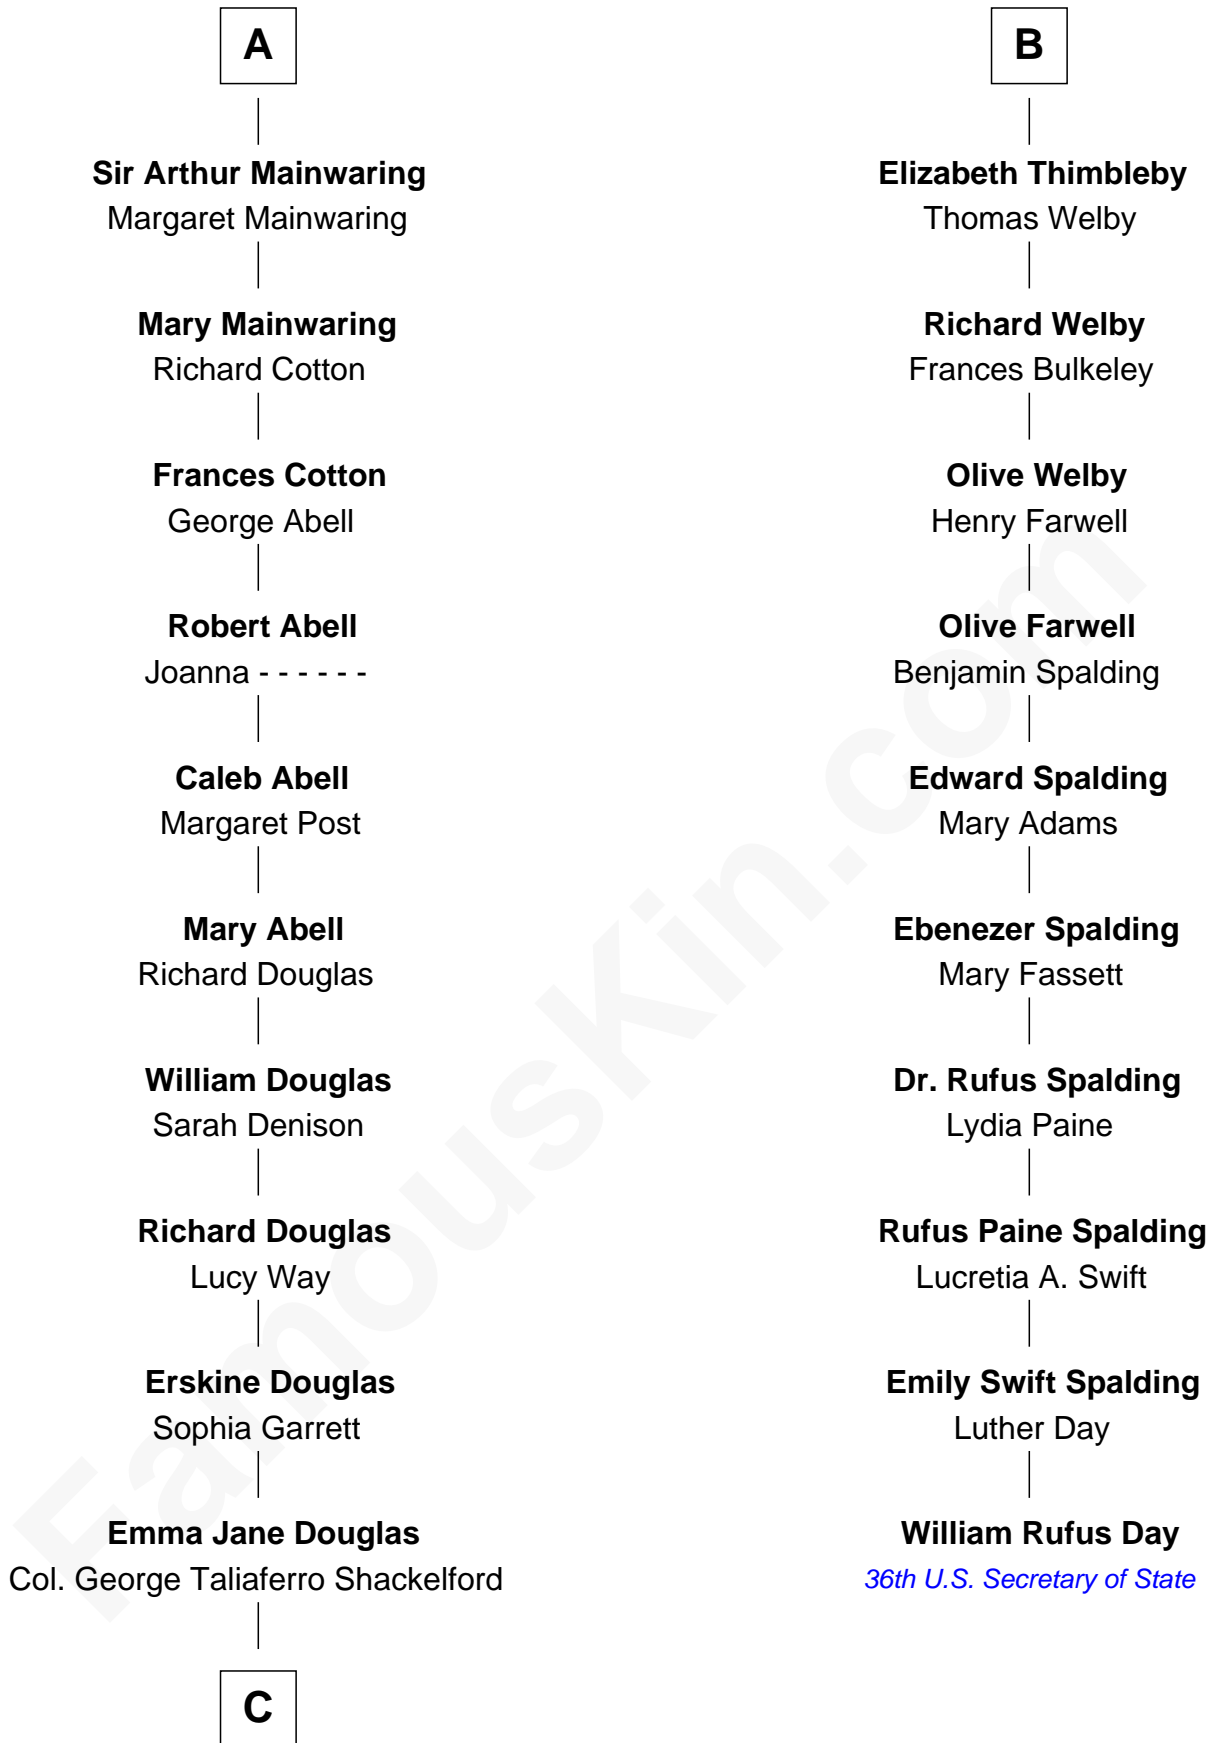 A
Sir Arthur Mainwaring
Margaret Mainwaring
Mary Mainwaring
Richard Cotton
Frances Cotton
George Abell
Robert Abell
Joanna - - - - - -
Caleb Abell
Margaret Post
Mary Abell
Richard Douglas
William Douglas
Sarah Denison
Richard Douglas
Lucy Way
Erskine Douglas
Sophia Garrett
Emma Jane Douglas
Col. George Taliaferro Shackelford
C
B
Elizabeth Thimbleby
Thomas Welby
Richard Welby
Frances Bulkeley
Olive Welby
Henry Farwell
Olive Farwell
Benjamin Spalding
Edward Spalding
Mary Adams
Ebenezer Spalding
Mary Fassett
Dr. Rufus Spalding
Lydia Paine
Rufus Paine Spalding
Lucretia A. Swift
Emily Swift Spalding
Luther Day
William Rufus Day
36th U.S. Secretary of State
FamousKin.com